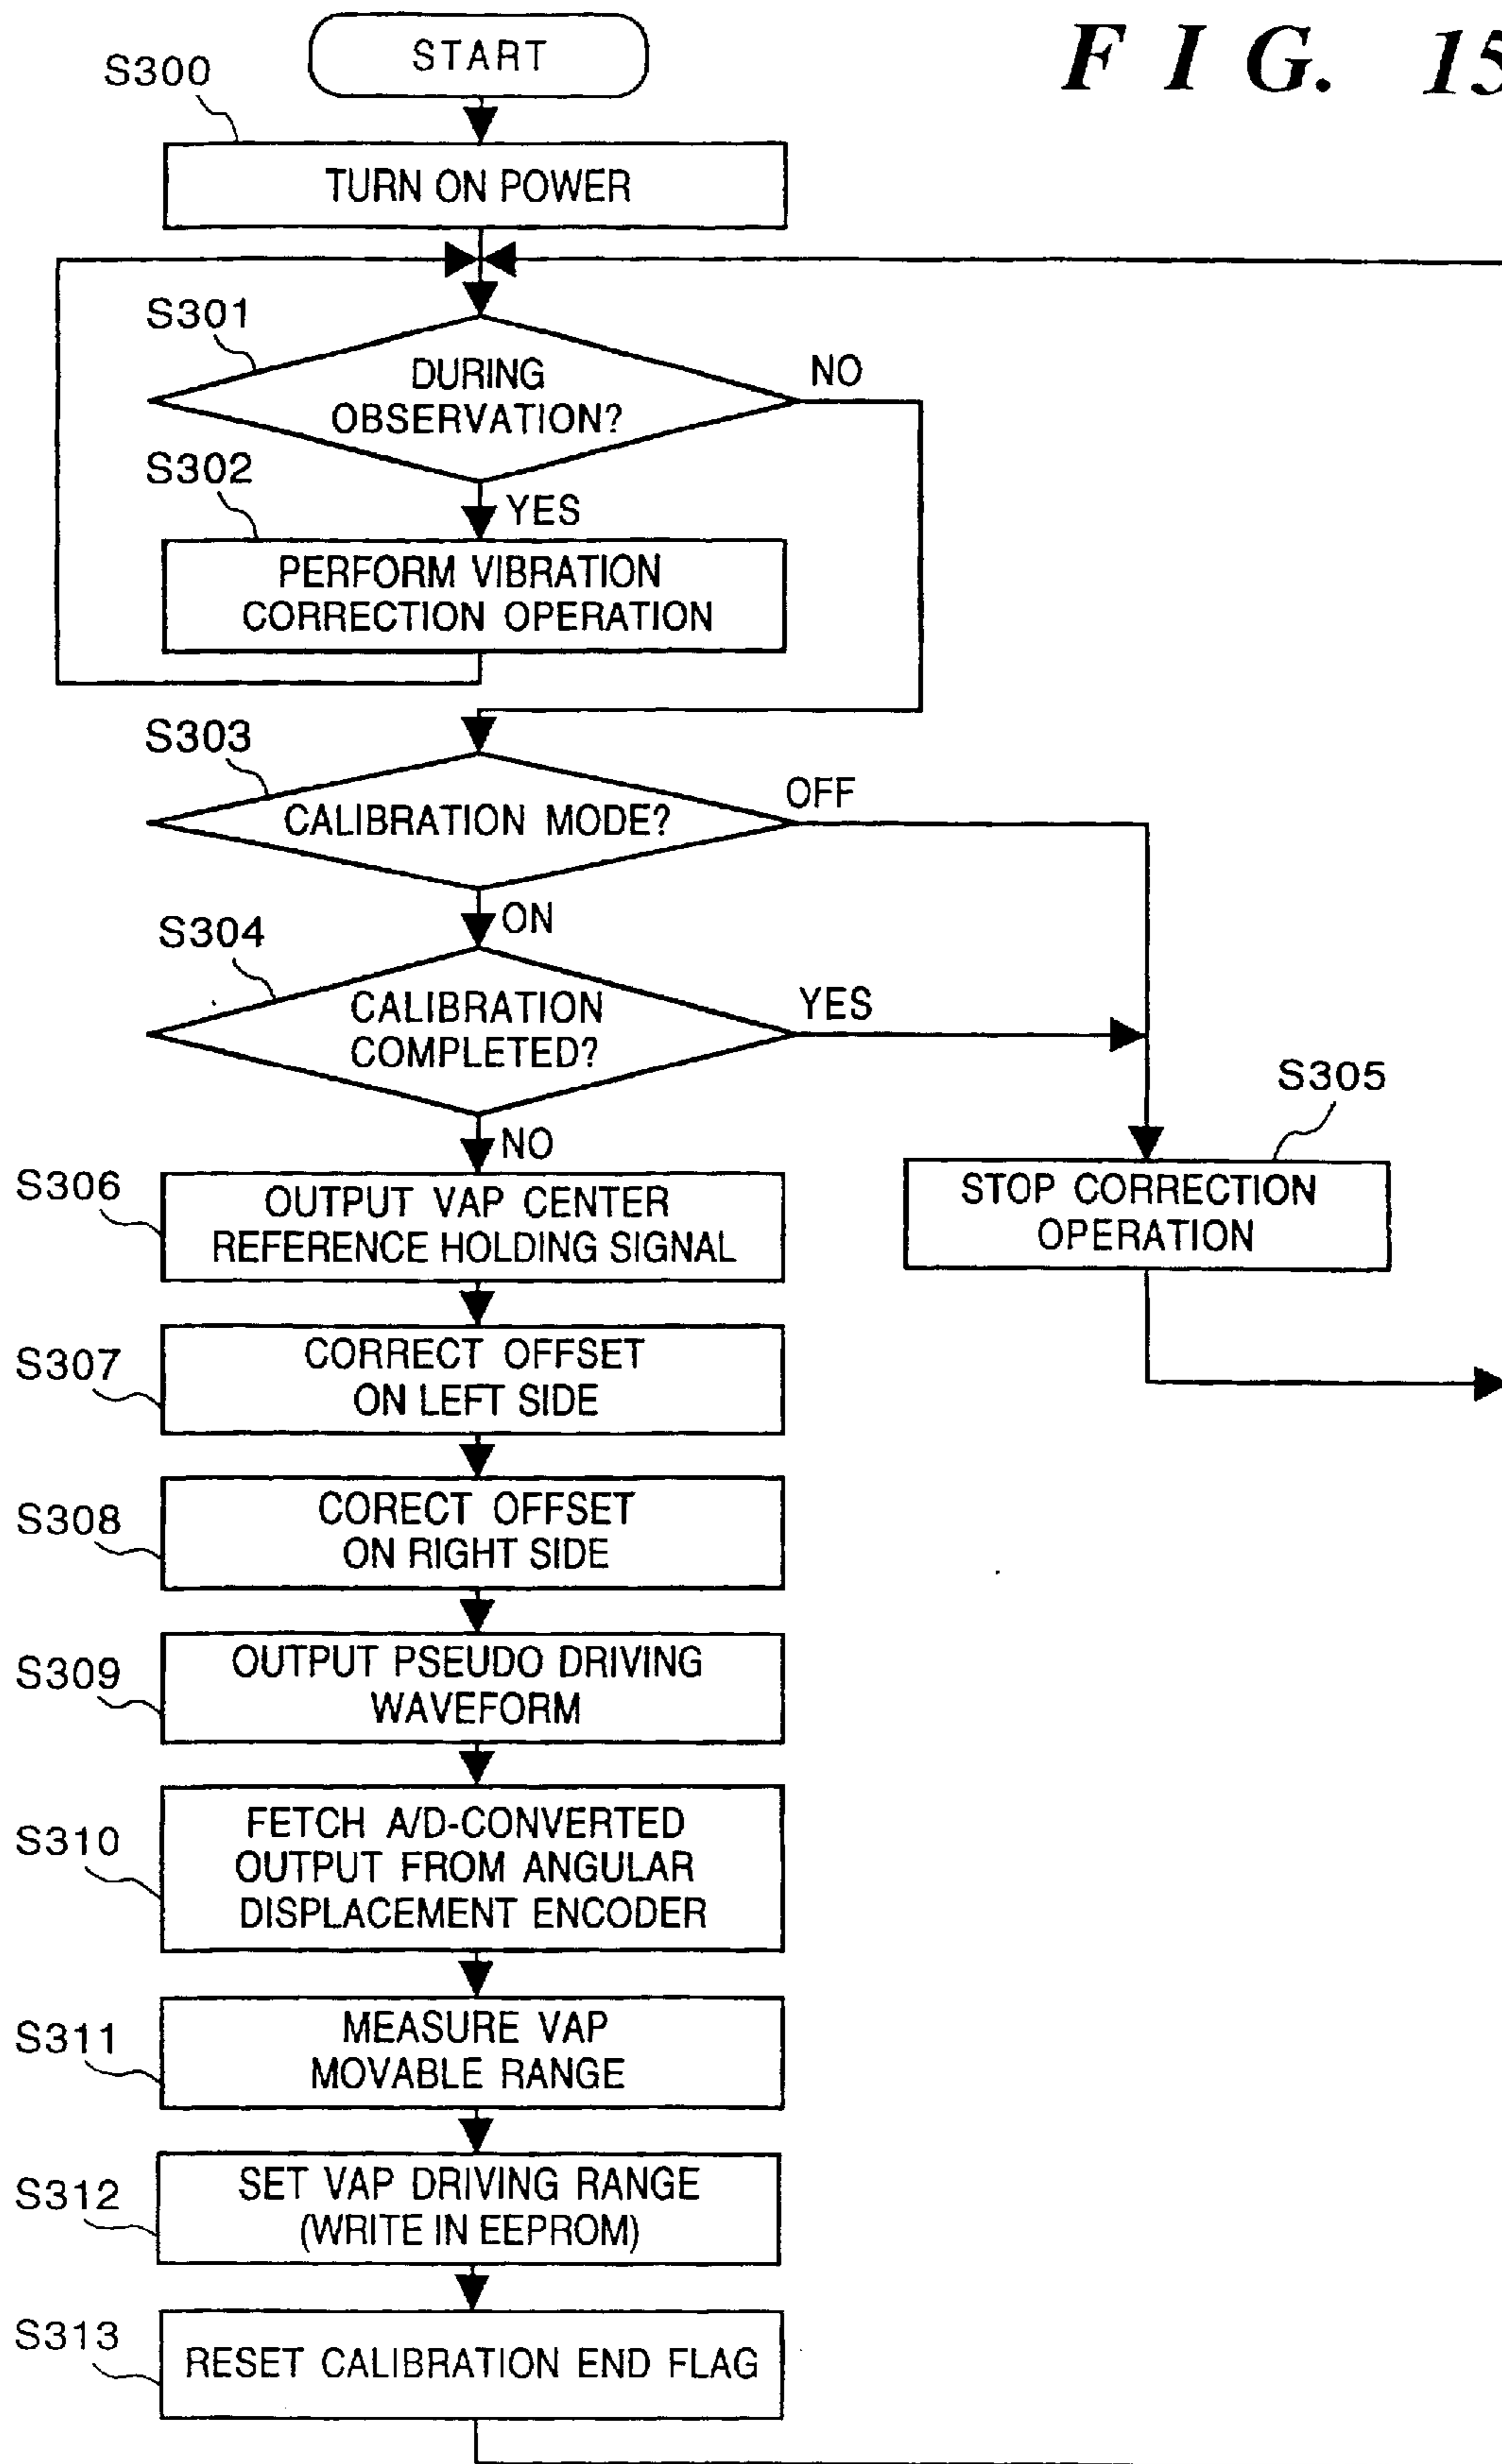 F I G. 15
START
S300
TURN ON POWER
S301
DURING
OBSERVATION?
NO
S302
YES
PERFORM VIBRATION
CORRECTION OPERATION
S303
CALIBRATION MODE?
OFF
ON
S304
CALIBRATION
COMPLETED?
YES
S305
STOP CORRECTION
OPERATION
NO
S306
OUTPUT VAP CENTER
REFERENCE HOLDING SIGNAL
S307
CORRECT OFFSET
ON LEFT SIDE
S308
CORECT OFFSET
ON RIGHT SIDE
S309
OUTPUT PSEUDO DRIVING
WAVEFORM
S310
FETCH A/D-CONVERTED
OUTPUT FROM ANGULAR
DISPLACEMENT ENCODER
S311
MEASURE VAP
MOVABLE RANGE
S312
SET VAP DRIVING RANGE
(WRITE IN EEPROM)
S313
RESET CALIBRATION END FLAG